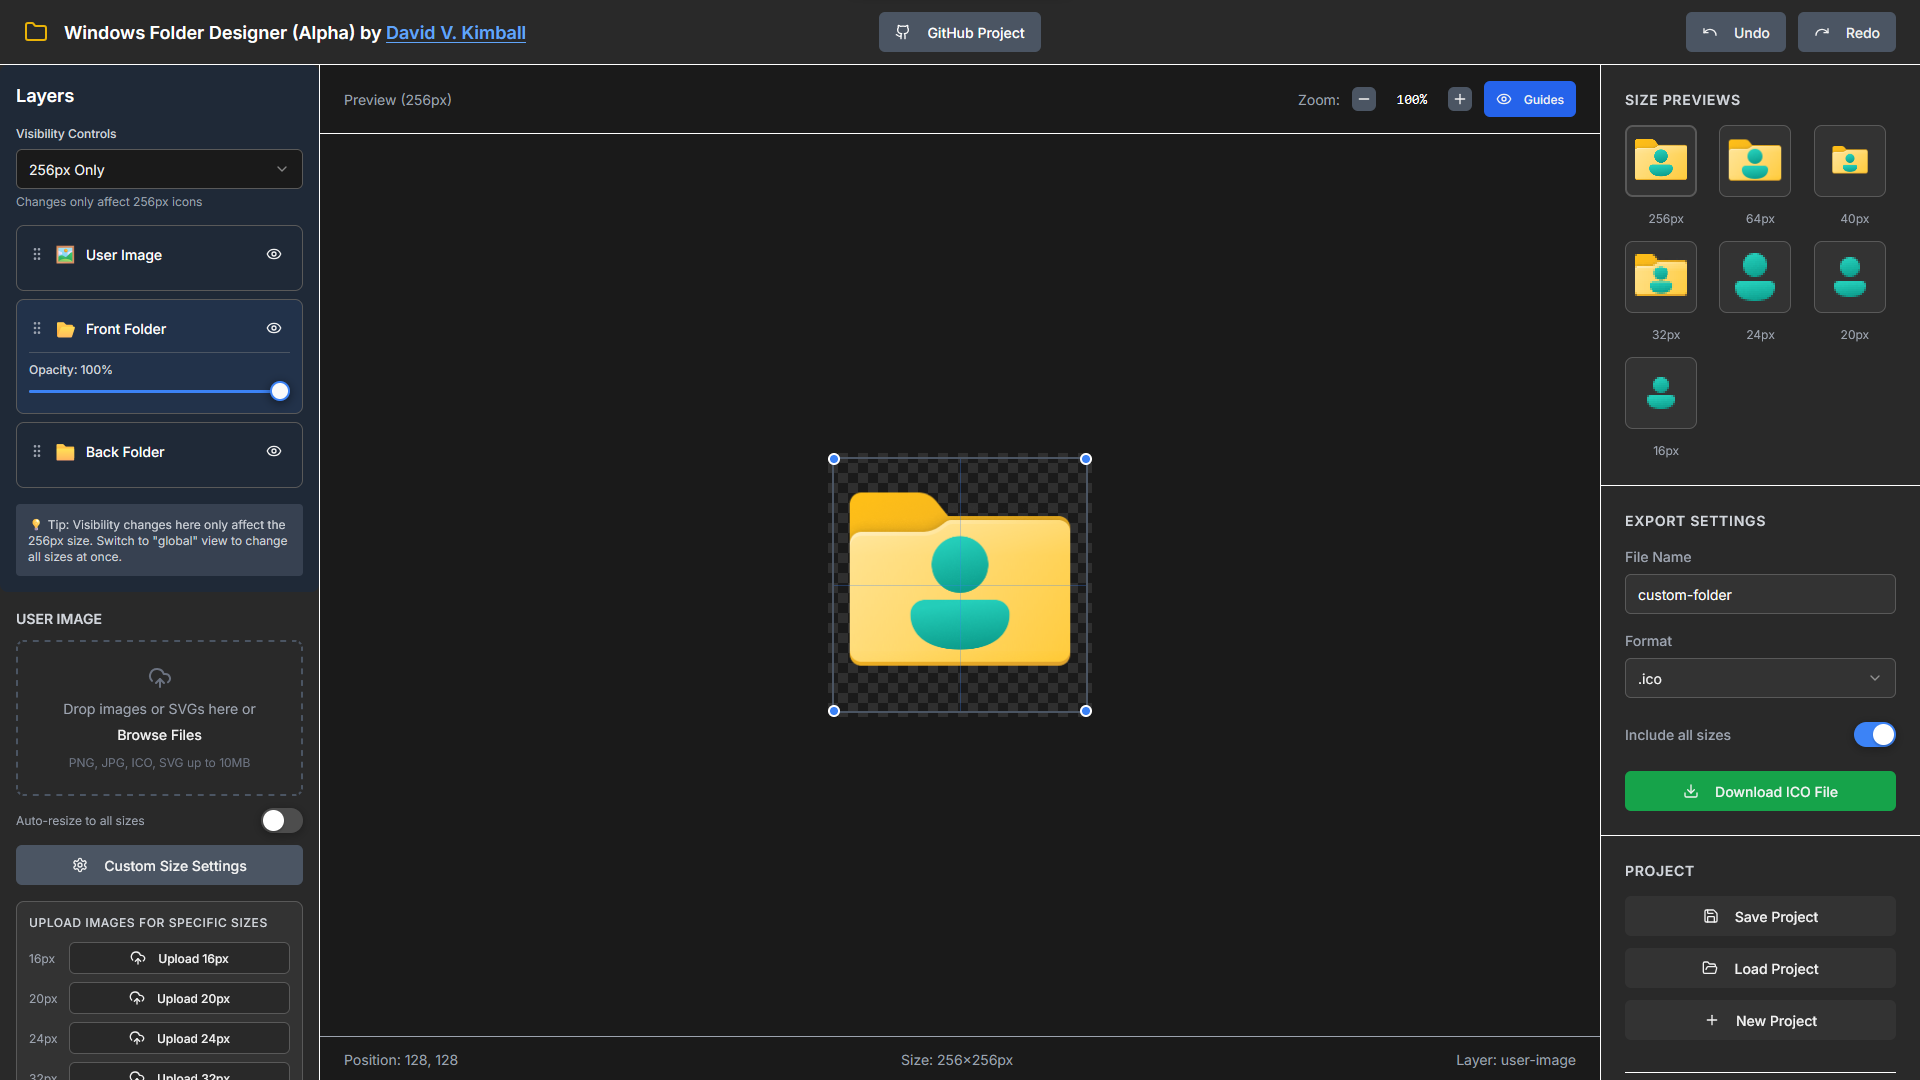 Windows Folder Designer (Alpha) by David V. Kimball
GitHub Project
Undo
Redo
Layers
Visibility Controls
256px Only
Changes only affect 256px icons
User Image
Front Folder
Opacity: 100%
Back Folder
Tip: Visibility changes here only affect the
256px size. Switch to "global" view to change
all sizes at once.
USER IMAGE
Drop images or SVGs here or
Browse Files
PNG, JPG, ICO, SVG up to 10MB
Auto-resize to all sizes
Custom Size Settings
UPLOAD IMAGES FOR SPECIFIC SIZES
16px Upload 16px
20px Upload 20px
24px Upload 24px
32px Upload 32px
Preview (256px)
Zoom: 100%
Guides
Position: 128, 128
Size: 256×256px
Layer: user-image
SIZE PREVIEWS
256px 64px 40px
32px 24px 20px
16px
EXPORT SETTINGS
File Name
custom-folder
Format
.ico
Include all sizes
Download ICO File
PROJECT
Save Project
Load Project
New Project